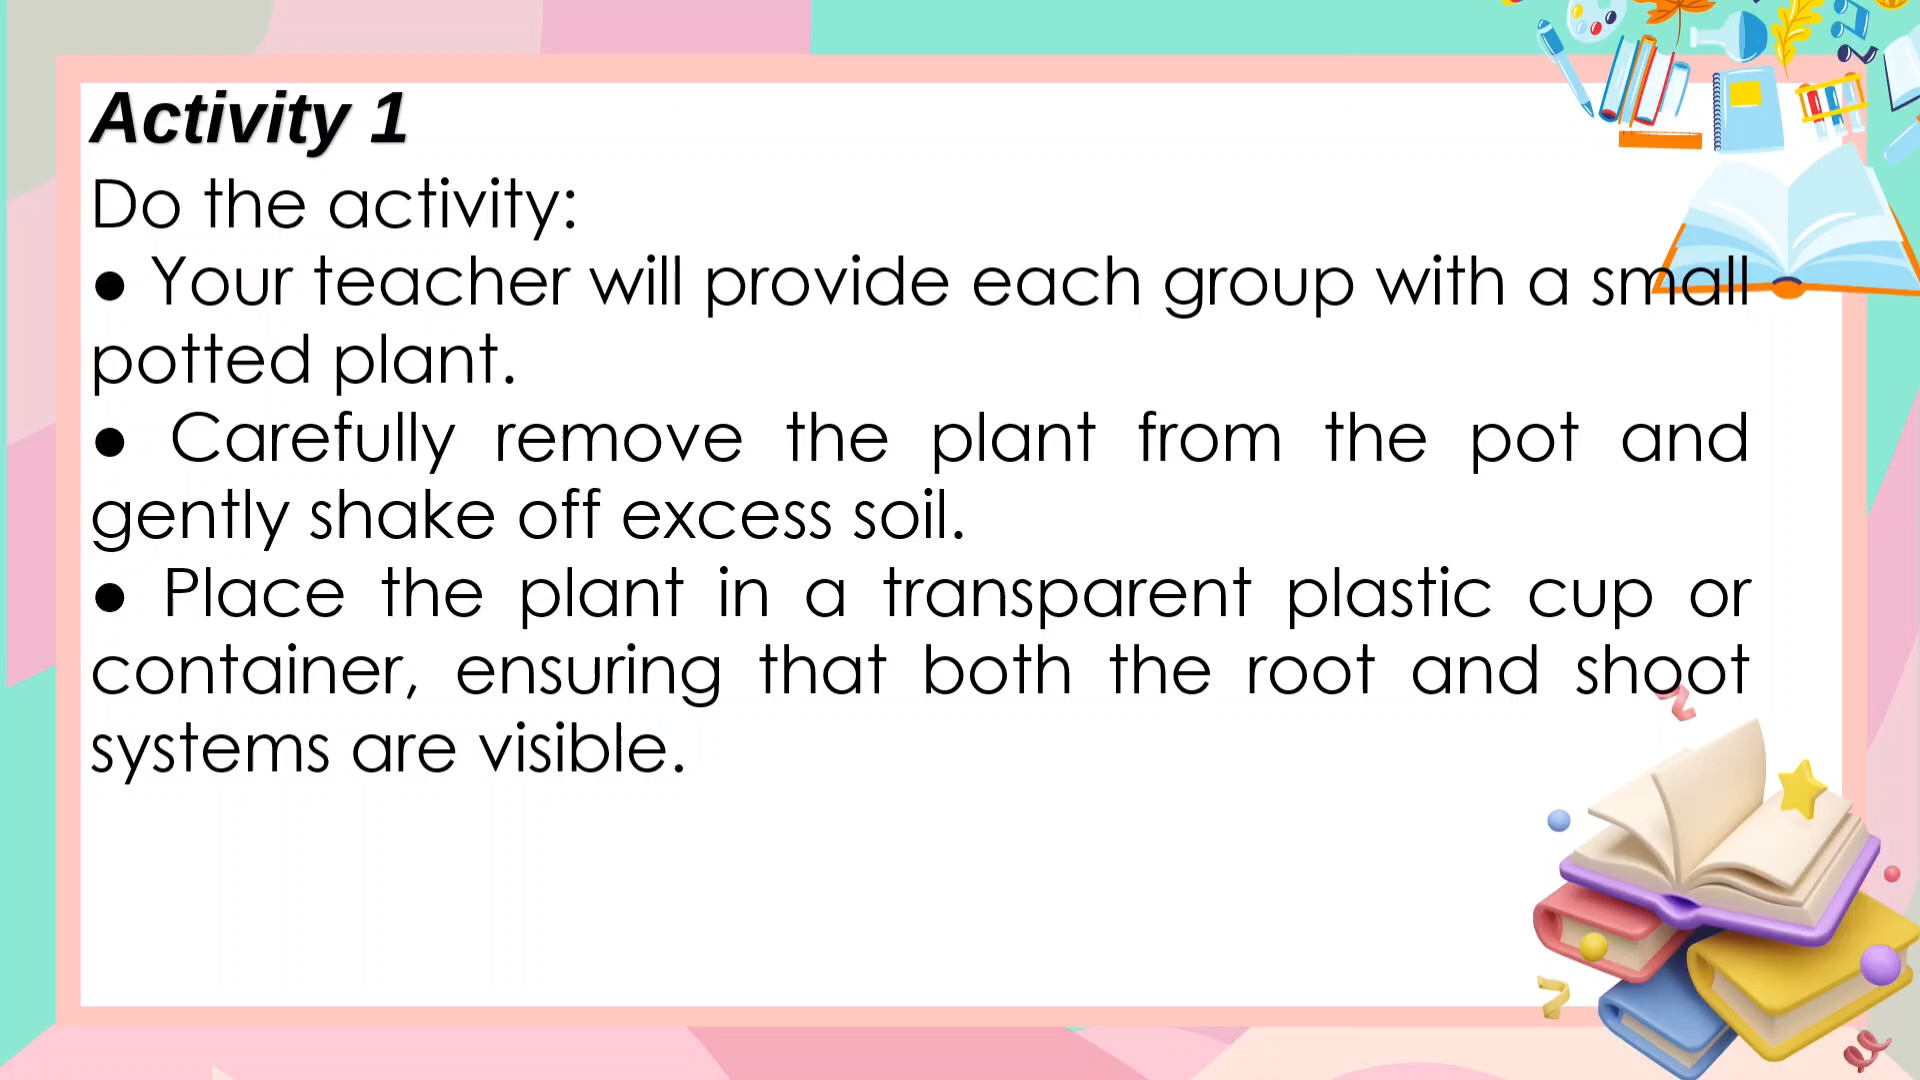 Activity 1
Do the activity:
● Your teacher will provide each group with a small
potted plant.
● Carefully remove the plant from the pot and
gently shake off excess soil.
● Place the plant in a transparent plastic cup or
container, ensuring that both the root and shoot
systems are visible.